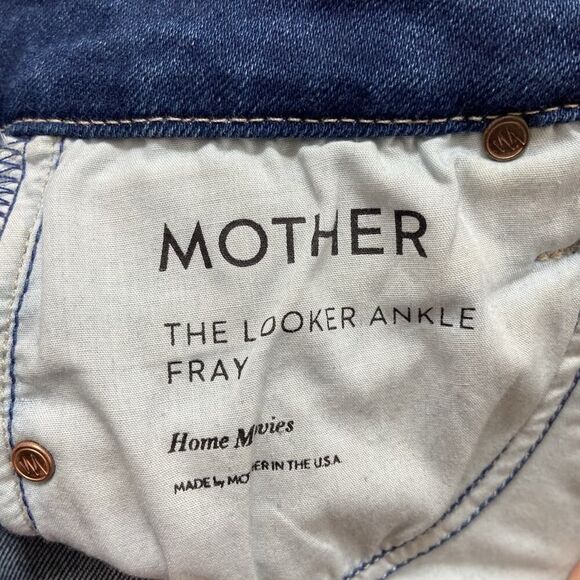 MOTHER
THE LOOKER ANKLE
FRAY
Home Movies
MADE by MOTHER IN THE U.S.A